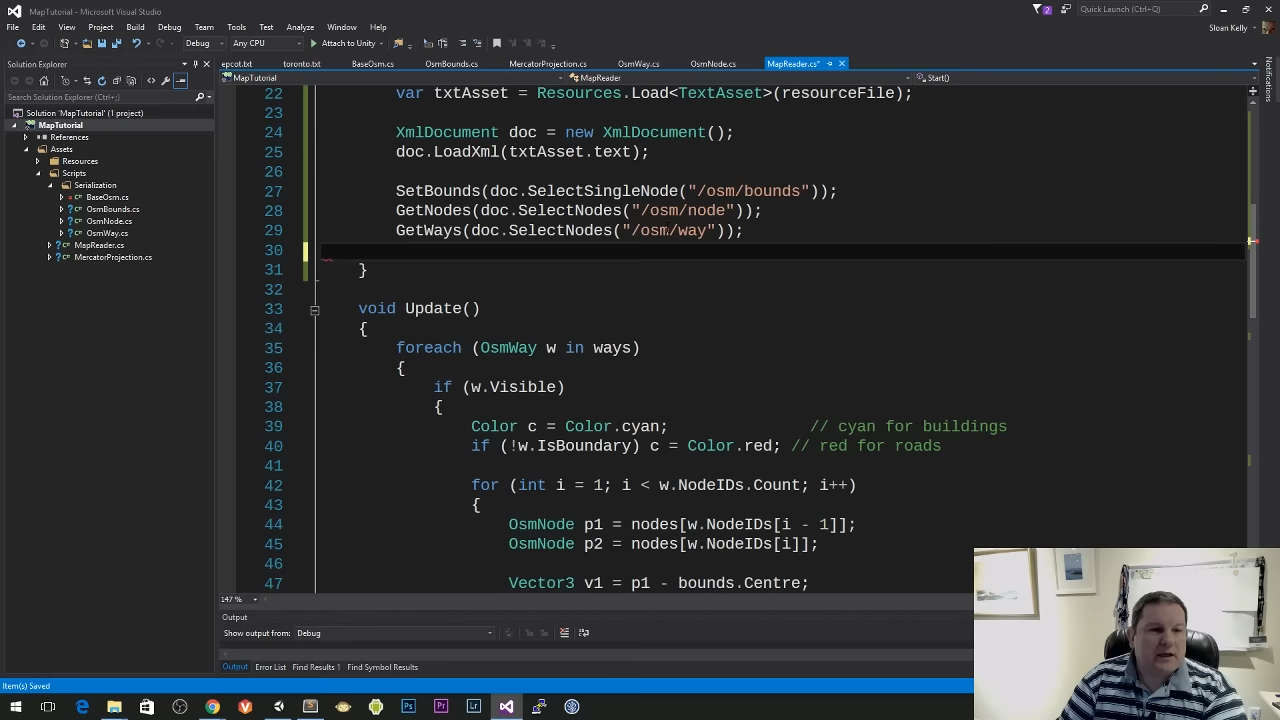 MapTutorial - Microsoft Visual Studio
2
Quick Launch (Ctrl+Q)
File Edit View Project Build Debug Team Tools Test Analyze Window Help
Sloan Kelly
Debug Any CPU Attach to Unity
Solution Explorer
epcot.txt toronto.txt BaseOsm.cs OsmBounds.cs MercatorProjection.cs OsmWay.cs OsmNode.cs MapReader.cs*
Notifications
MapTutorial MapReader Start()
Search Solution Explorer (Ctrl+;)
Solution 'MapTutorial' (1 project)
MapTutorial
References
Assets
Resources
Scripts
Serialization
BaseOsm.cs
OsmBounds.cs
OsmNode.cs
OsmWay.cs
MapReader.cs
MercatorProjection.cs
22 var txtAsset = Resources.Load<TextAsset>(resourceFile);
23
24 XmlDocument doc = new XmlDocument();
25 doc.LoadXml(txtAsset.text);
26
27 SetBounds(doc.SelectSingleNode("/osm/bounds"));
28 GetNodes(doc.SelectNodes("/osm/node"));
29 GetWays(doc.SelectNodes("/osm/way"));
30
31 }
32
33 void Update()
34 {
35 foreach (OsmWay w in ways)
36 {
37 if (w.Visible)
38 {
39 Color c = Color.cyan; // cyan for buildings
40 if (!w.IsBoundary) c = Color.red; // red for roads
41
42 for (int i = 1; i < w.NodeIDs.Count; i++)
43 {
44 OsmNode p1 = nodes[w.NodeIDs[i - 1]];
45 OsmNode p2 = nodes[w.NodeIDs[i]];
46
47 Vector3 v1 = p1 - bounds.Centre;
147 %
Output
Show output from: Debug
Output Error List Find Results 1 Find Symbol Results
Item(s) Saved
Ps Pr Lr